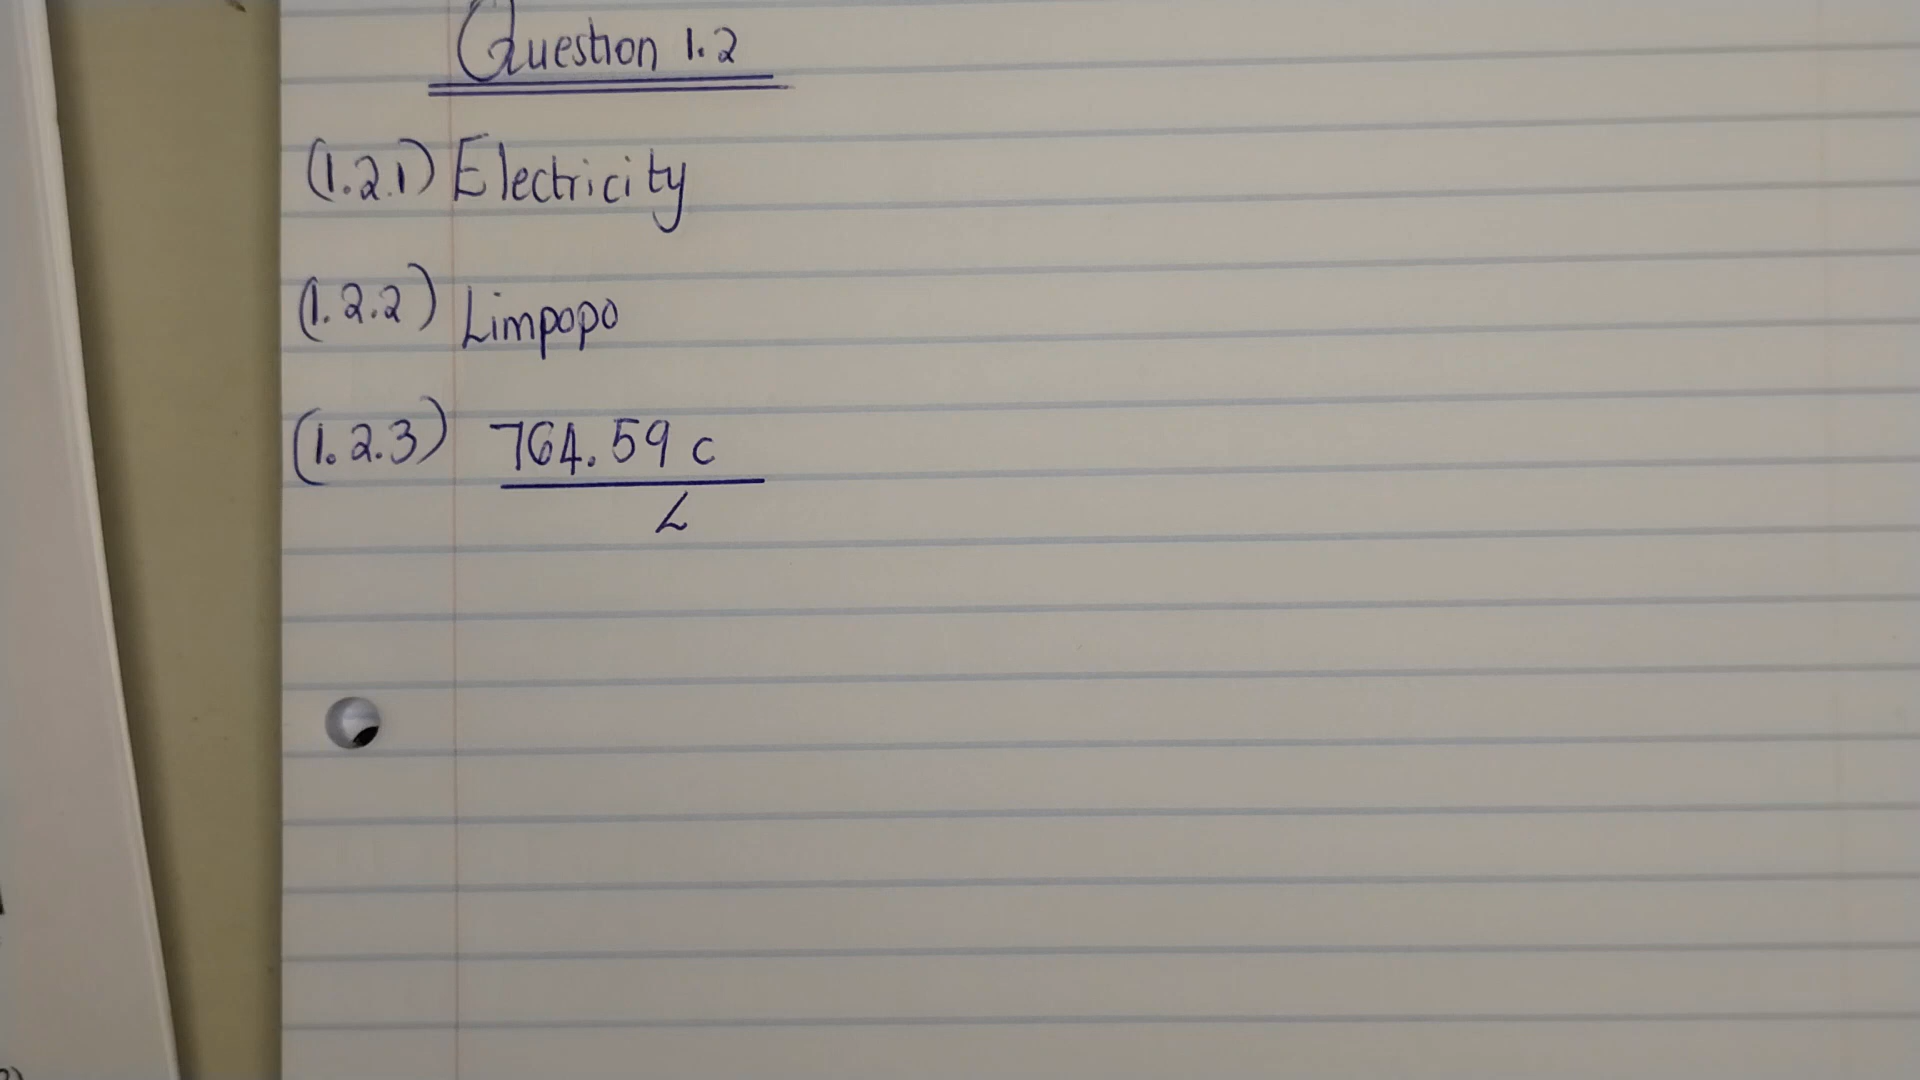 Question 1.2
(1.2.1) Electricity
(1.2.2) Limpopo
(1.2.3) 764.59 c
L